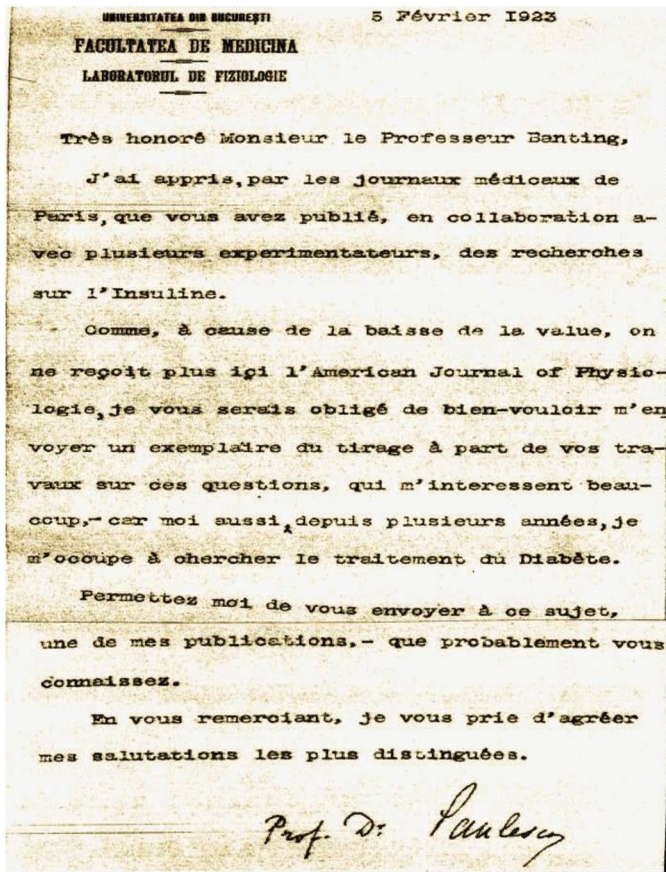 UNIVERSITATEA DIN BUCUREŞTI
5 Février 1923
FACULTATEA DE MEDICINA
LABORATORUL DE FIZIOLOGIE
Très honoré Monsieur le Professeur Banting,
J'ai appris,par les journaux médicaux de
Paris,que vous avez publié, en collaboration a-
vec plusieurs experimentateurs, des recherches
sur l'Insuline.
Comme, à cause de la baisse de la value, on
ne reçoit plus içi l'American Journal of Physio-
logie,je vous serais obligé de bien-vouloir m'en
voyer un exemplaire du tirage à part de vos tra-
vaux sur ces questions, qui m'interessent beau-
coup,- car moi aussi,depuis plusieurs années,je
m'occupe à chercher le traitement du Diabète.
Permettez moi de vous envoyer à ce sujet,
une de mes publications,- que probablement vous
connaissez.
En vous remerciant, je vous prie d'agréer
mes salutations les plus distinguées.
Prof. Dr Paulescu